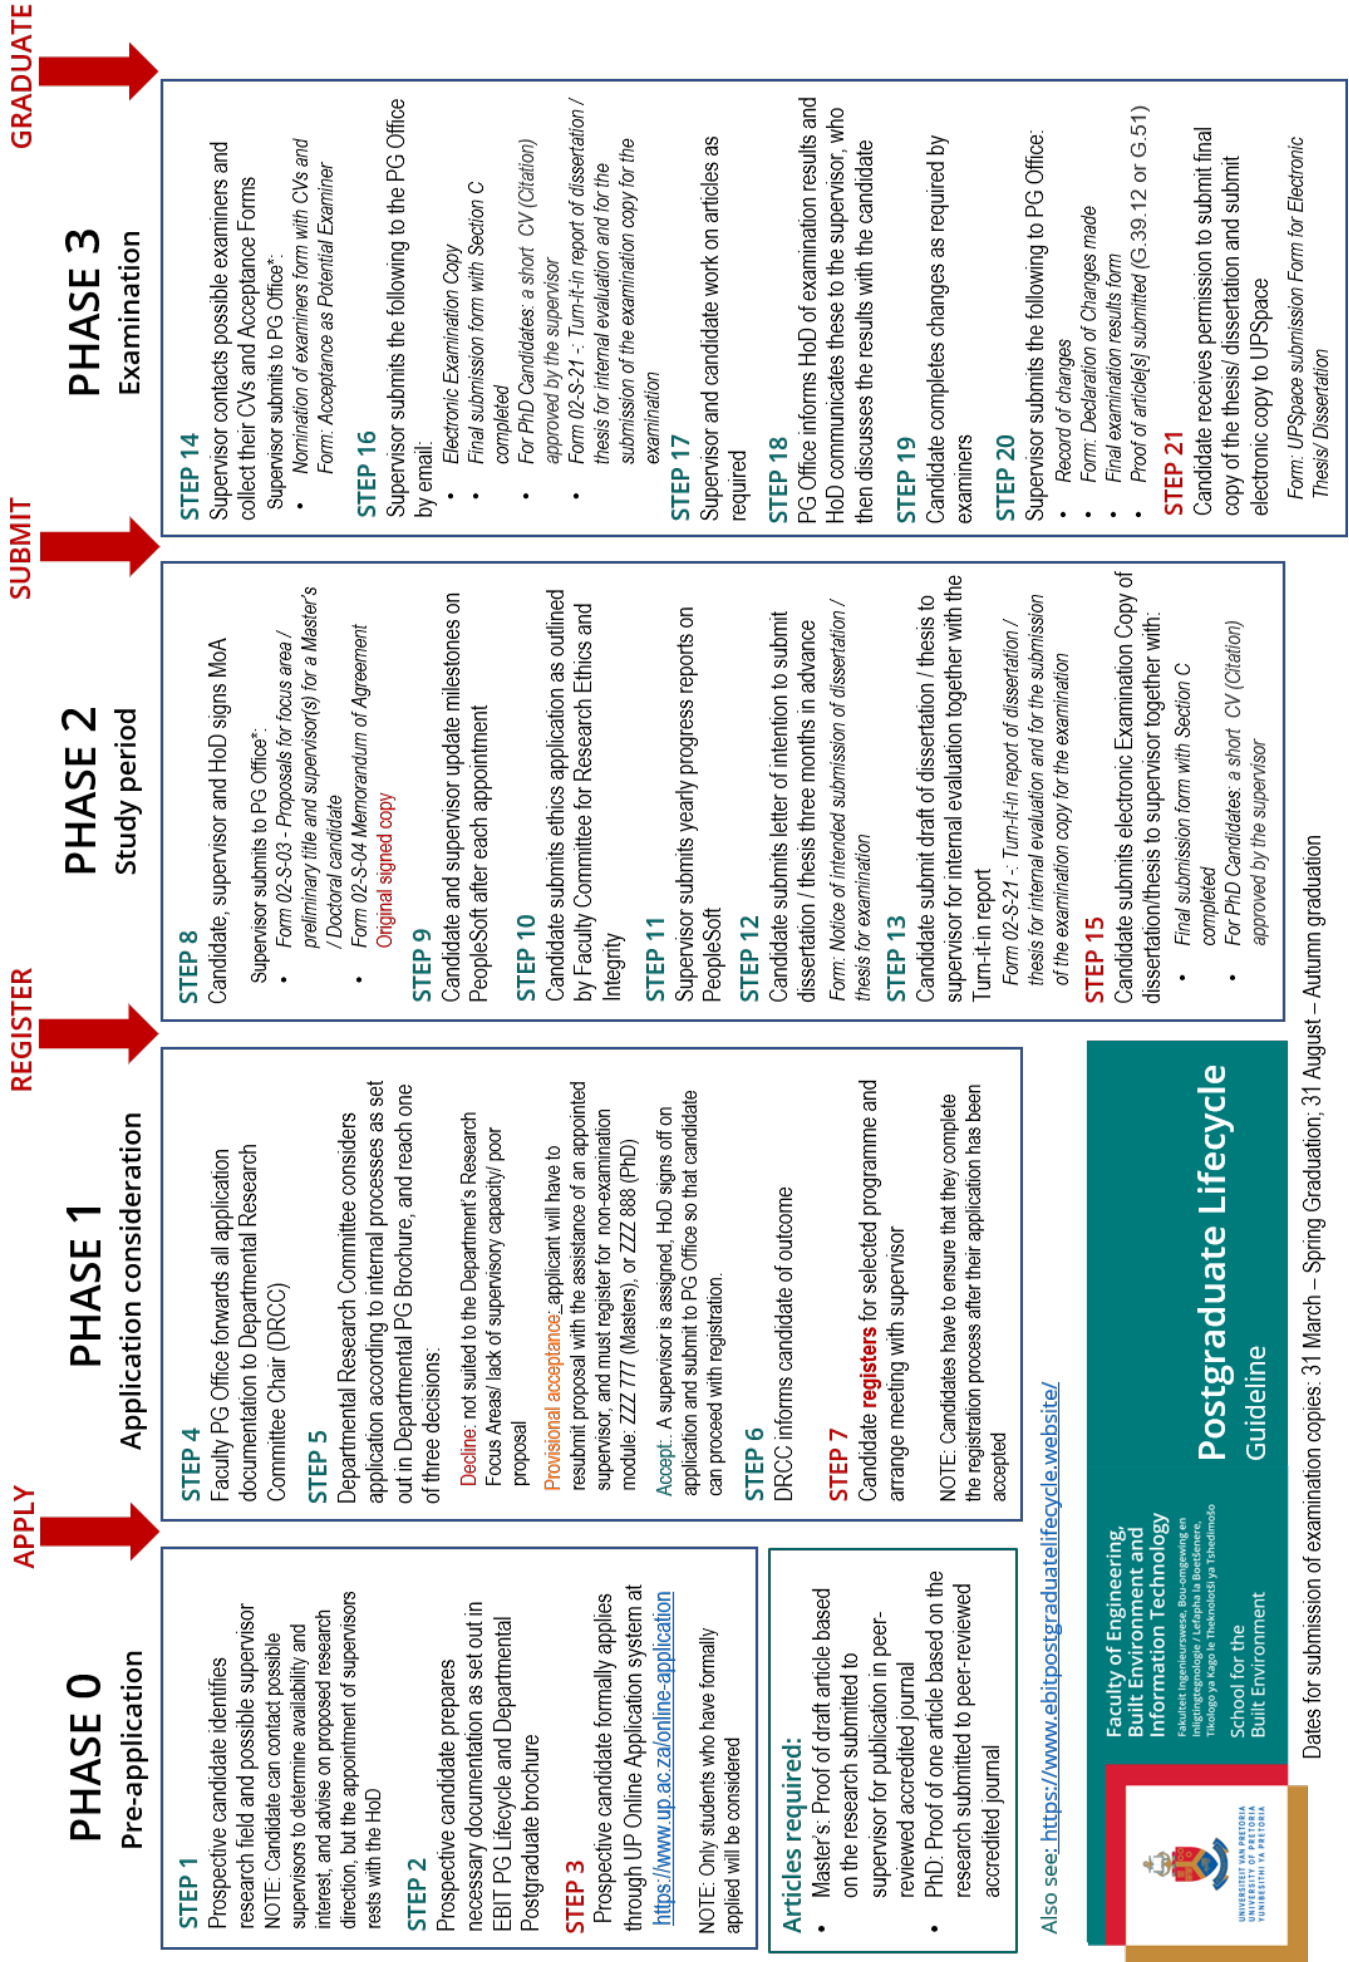 APPLY
REGISTER
SUBMIT
GRADUATE
PHASE 0
Pre-application
STEP 1
Prospective candidate identifies
research field and possible supervisor
NOTE: Candidate can contact possible
supervisors to determine availability and
interest, and advise on proposed research
direction, but the appointment of supervisors
rests with the HoD
STEP 2
Prospective candidate prepares
necessary documentation as set out in
EBIT PG Lifecycle and Departmental
Postgraduate brochure
STEP 3
Prospective candidate formally applies
through UP Online Application system at
https://www.up.ac.za/online-application
NOTE: Only students who have formally
applied will be considered
Articles required:
• Master's: Proof of draft article based
on the research submitted to
supervisor for publication in peer-
reviewed accredited journal
• PhD: Proof of one article based on the
research submitted to peer-reviewed
accredited journal
PHASE 1
Application consideration
STEP 4
Faculty PG Office forwards all application
documentation to Departmental Research
Committee Chair (DRCC)
STEP 5
Departmental Research Committee considers
application according to internal processes as set
out in Departmental PG Brochure, and reach one
of three decisions:
Decline: not suited to the Department's Research
Focus Areas/ lack of supervisory capacity/ poor
proposal
Provisional acceptance: applicant will have to
resubmit proposal with the assistance of an appointed
supervisor, and must register for non-examination
module: ZZZ 777 (Masters), or ZZZ 888 (PhD)
Accept:. A supervisor is assigned, HoD signs off on
application and submit to PG Office so that candidate
can proceed with registration.
STEP 6
DRCC informs candidate of outcome
STEP 7
Candidate registers for selected programme and
arrange meeting with supervisor
NOTE: Candidates have to ensure that they complete
the registration process after their application has been
accepted
PHASE 2
Study period
STEP 8
Candidate, supervisor and HoD signs MoA
Supervisor submits to PG Office*:
• Form 02-S-03 - Proposals for focus area /
preliminary title and supervisor(s) for a Master's
/ Doctoral candidate
• Form 02-S-04 Memorandum of Agreement
Original signed copy
STEP 9
Candidate and supervisor update milestones on
PeopleSoft after each appointment
STEP 10
Candidate submits ethics application as outlined
by Faculty Committee for Research Ethics and
Integrity
STEP 11
Supervisor submits yearly progress reports on
PeopleSoft
STEP 12
Candidate submits letter of intention to submit
dissertation / thesis three months in advance
Form: Notice of intended submission of dissertation /
thesis for examination
STEP 13
Candidate submit draft of dissertation / thesis to
supervisor for internal evaluation together with the
Turn-it-in report
Form 02-S-21 -: Turn-it-in report of dissertation /
thesis for internal evaluation and for the submission
of the examination copy for the examination
STEP 15
Candidate submits electronic Examination Copy of
dissertation/thesis to supervisor together with:
• Final submission form with Section C
completed
• For PhD Candidates: a short CV (Citation)
approved by the supervisor
PHASE 3
Examination
STEP 14
Supervisor contacts possible examiners and
collect their CVs and Acceptance Forms
Supervisor submits to PG Office*:
• Nomination of examiners form with CVs and
Form: Acceptance as Potential Examiner
STEP 16
Supervisor submits the following to the PG Office
by email:
• Electronic Examination Copy
• Final submission form with Section C
completed
• For PhD Candidates: a short CV (Citation)
approved by the supervisor
• Form 02-S-21 -: Turn-it-in report of dissertation /
thesis for internal evaluation and for the
submission of the examination copy for the
examination
STEP 17
Supervisor and candidate work on articles as
required
STEP 18
PG Office informs HoD of examination results and
HoD communicates these to the supervisor, who
then discusses the results with the candidate
STEP 19
Candidate completes changes as required by
examiners
STEP 20
Supervisor submits the following to PG Office:
• Record of changes
• Form: Declaration of Changes made
• Final examination results form
• Proof of article[s] submitted (G.39.12 or G.51)
STEP 21
Candidate receives permission to submit final
copy of the thesis/ dissertation and submit
electronic copy to UPSpace
Form: UPSpace submission Form for Electronic
Thesis/ Dissertation
Also see: https://www.ebitpostgraduatelifecycle.website/
UNIVERSITEIT VAN PRETORIA
UNIVERSITY OF PRETORIA
YUNIBESITHI YA PRETORIA
Faculty of Engineering,
Built Environment and
Information Technology
Fakulteit Ingenieurswese, Bou-omgewing en
Inligtingtegnologie / Lefapha la Boetšenere,
Tikologo ya Kago le Theknolotši ya Tshedimošo
School for the
Built Environment
Postgraduate Lifecycle
Guideline
Dates for submission of examination copies: 31 March – Spring Graduation; 31 August – Autumn graduation